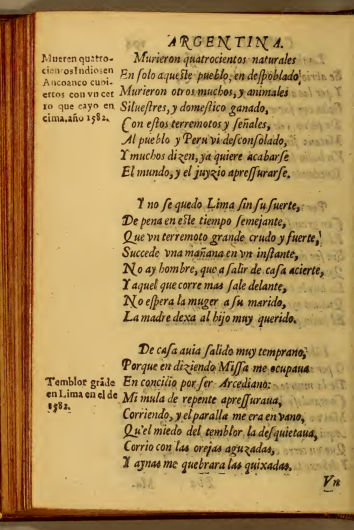 ARGENTINA.
Mueren quatro-
cientos Indios en
Ancoanco cubi-
ertos con vn cer
ro que cayo en
cima, año 1582.
Murieron quatrocientos naturales
En ſolo aqueſte pueblo, en deſpoblado,
Murieron otros muchos, y animales
Silueſtres, y domeſtico ganado,
Con eſtos terremotos y ſeñales,
Al pueblo y Peru vi deſconſolado,
Y muchos dizen, ya quiere acabarſe
El mundo, y el juyzio apreſſurarſe.
Y no ſe quedo Lima ſin ſu ſuerte,
De pena en eſte tiempo ſemejante,
Que vn terremoto grande crudo y fuerte,
Succede vna mañana en vn inſtante,
No ay hombre, que a ſalir de caſa acierte,
Y aquel que corre mas ſale delante,
No eſpera la muger a ſu marido,
La madre dexa al hijo muy querido.
De caſa auia ſalido muy temprano,
Porque en diziendo Miſſa me ocupaua
Temblor grãde
en Lima en el de
1582.
En concilio por ſer Arcediano:
Mi mula de repente apreſſuraua,
Corriendo, y el paralla me era en vano,
Qu'el miedo del temblor la deſquietaua,
Corrio con las orejas aguzadas,
Y aynas me quebrara las quixadas.
Vn